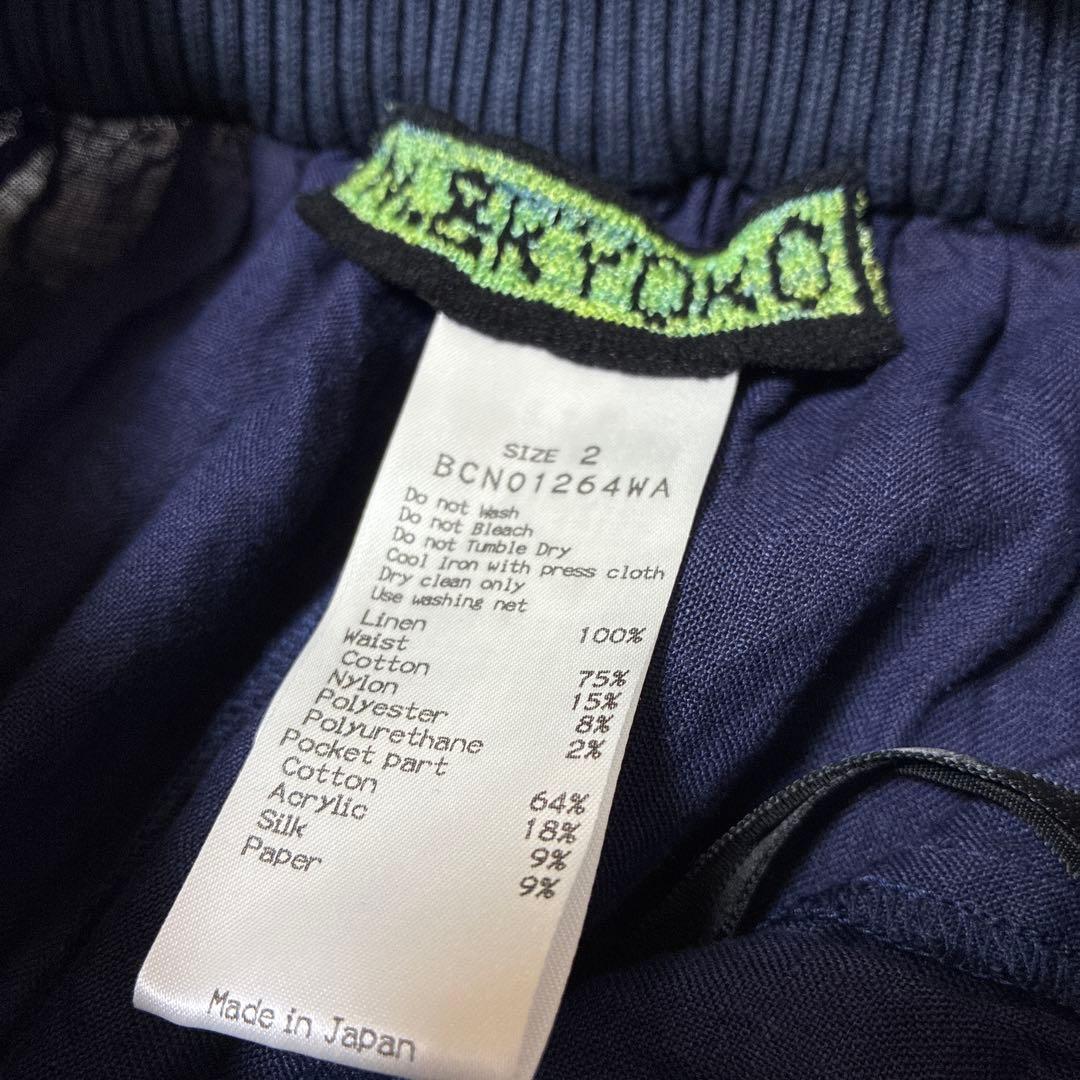 SIZE 2
BCN01264WA
Do not Wash
Do not Bleach
Do not Tumble Dry
Cool Iron with press cloth
Dry clean only
Use washing net
Linen 100%
Waist
Cotton 75%
Nylon 15%
Polyester 8%
Polyurethane 2%
Pocket part
Cotton 64%
Acrylic 18%
Silk 9%
Paper 9%
Made in Japan